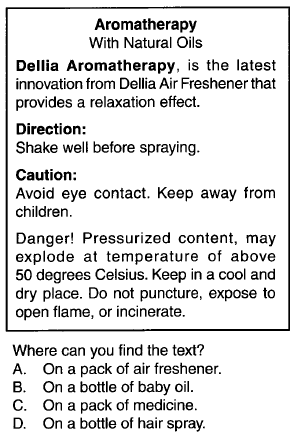 Aromatherapy
With Natural Oils
Dellia Aromatherapy, is the latest
innovation from Dellia Air Freshener that
provides a relaxation effect.
Direction:
Shake well before spraying.
Caution:
Avoid eye contact. Keep away from
children.
Danger! Pressurized content, may
explode at temperature of above
50 degrees Celsius. Keep in a cool and
dry place. Do not puncture, expose to
open flame, or incinerate.
Where can you find the text?
A. On a pack of air freshener.
B. On a bottle of baby oil.
C. On a pack of medicine.
D. On a bottle of hair spray.